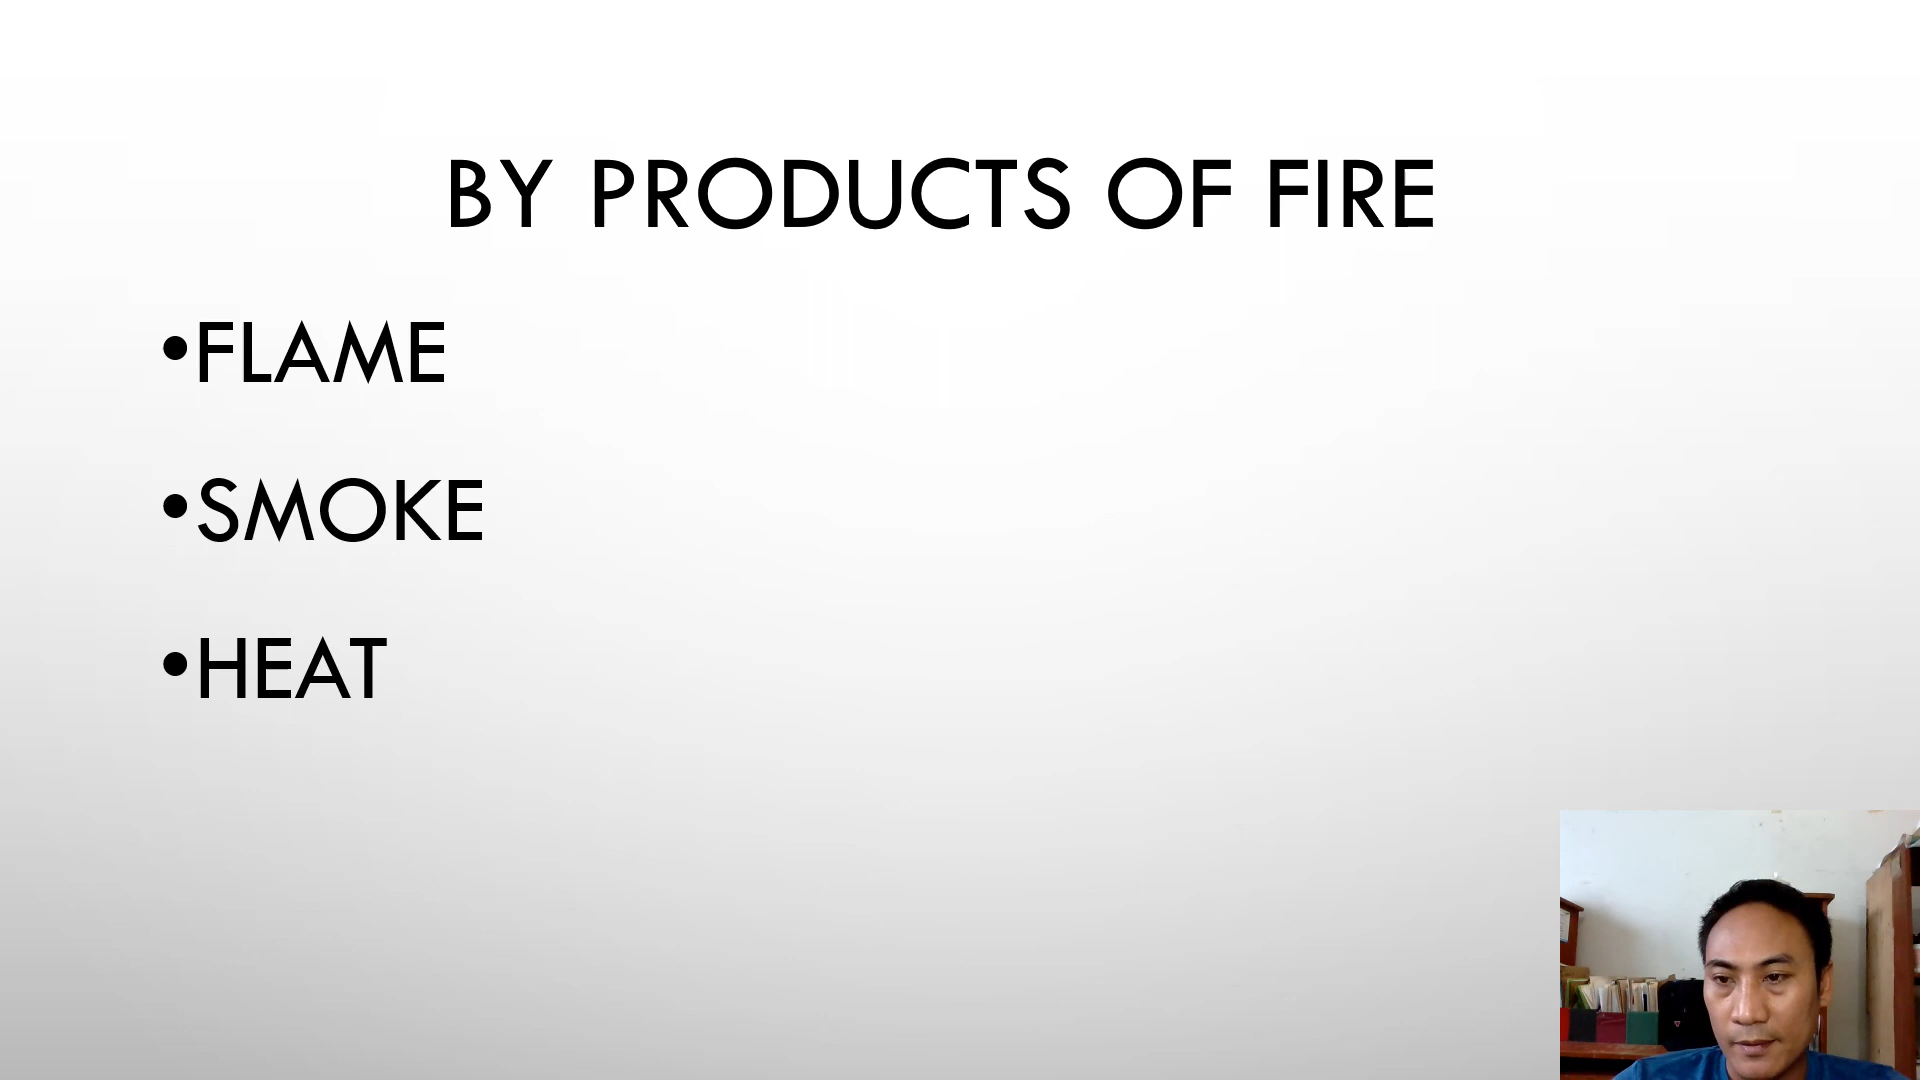 BY PRODUCTS OF FIRE
•FLAME
•SMOKE
•HEAT